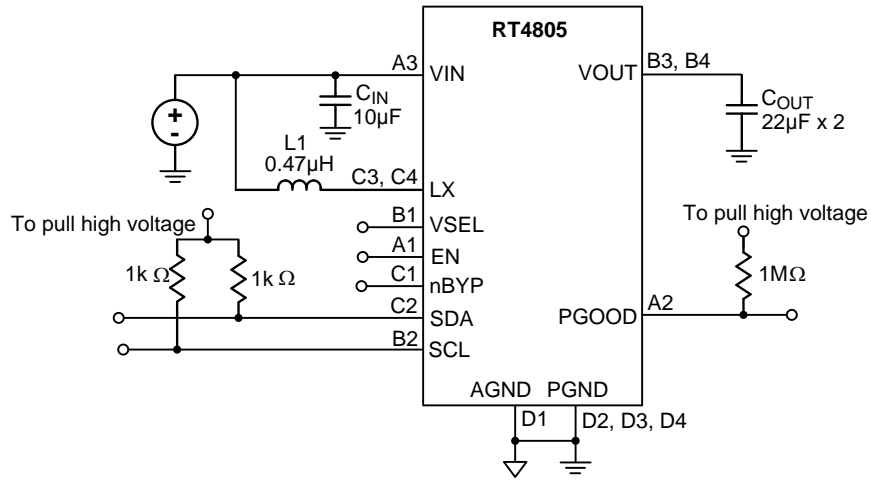 RT4805
A3
VIN
VOUT
B3, B4
CIN
10µF
COUT
22µF x 2
+
-
L1
0.47µH
C3, C4
LX
To pull high voltage
B1
VSEL
A1
EN
C1
nBYP
1k Ω
1k Ω
C2
SDA
B2
SCL
To pull high voltage
1MΩ
PGOOD
A2
AGND
PGND
D1
D2, D3, D4